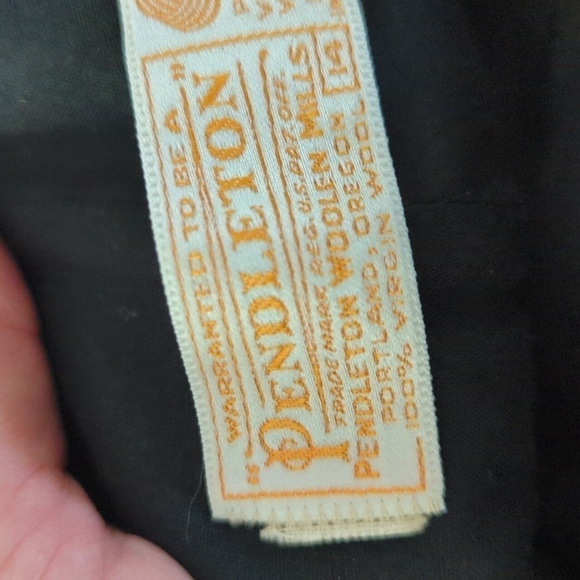 WARRANTED TO BE A
"PENDLETON"
TRADE MARK REG. U.S. PAT. OFF.
PENDLETON WOOLEN MILLS
PORTLAND, OREGON 14
100% VIRGIN WOOL